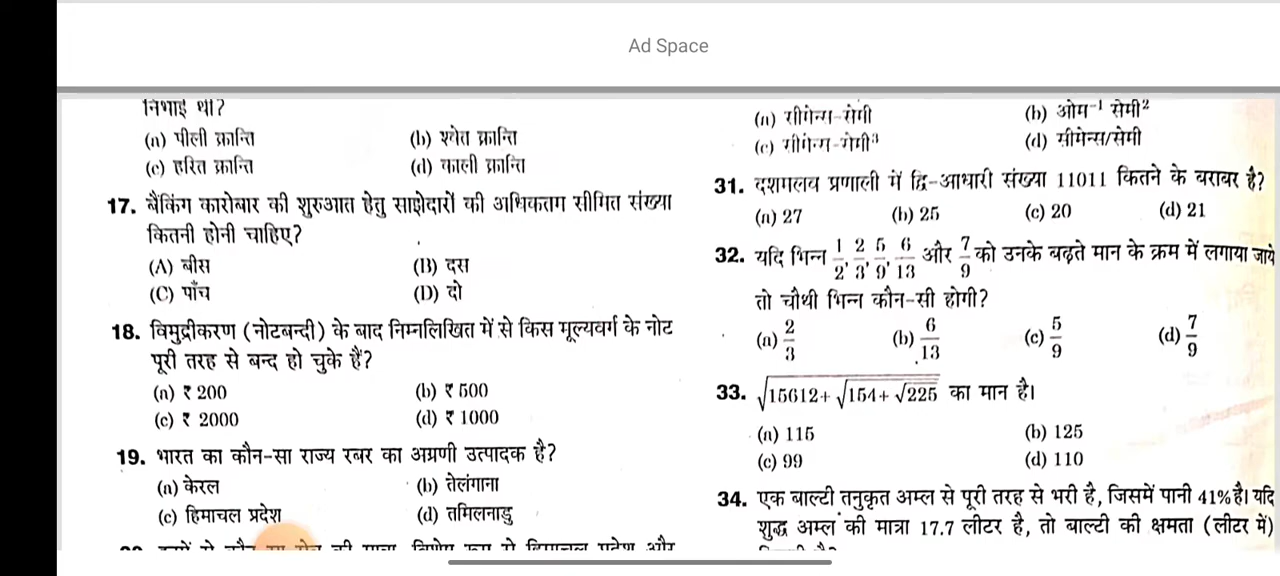 Ad Space
निभाई थी?
(a) पीली क्रान्ति (b) श्वेत क्रान्ति
(c) हरित क्रान्ति (d) काली क्रान्ति
17. बैंकिंग कारोबार की शुरुआत हेतु साझेदारों की अधिकतम सीमित संख्या
कितनी होनी चाहिए?
(A) बीस (B) दस
(C) पाँच (D) दो
18. विमुद्रीकरण (नोटबन्दी) के बाद निम्नलिखित में से किस मूल्यवर्ग के नोट
पूरी तरह से बन्द हो चुके हैं?
(a) ₹ 200 (b) ₹ 500
(c) ₹ 2000 (d) ₹ 1000
19. भारत का कौन-सा राज्य रबर का अग्रणी उत्पादक है?
(a) केरल (b) तेलंगाना
(c) हिमाचल प्रदेश (d) तमिलनाडु
(a) सीमेन्स-सेमी (b) ओम⁻¹ सेमी²
(c) सीमेन्स-सेमी³ (d) सीमेन्स/सेमी
31. दशमलव प्रणाली में द्वि-आधारी संख्या 11011 कितने के बराबर है?
(a) 27 (b) 25 (c) 20 (d) 21
32. यदि भिन्न 1/2, 2/3, 5/9, 6/13 और 7/9 को उनके बढ़ते मान के क्रम में लगाया जाये
तो चौथी भिन्न कौन-सी होगी?
(a) 2/3 (b) 6/13 (c) 5/9 (d) 7/9
33. √(15612+√(154+√225)) का मान है।
(a) 115 (b) 125
(c) 99 (d) 110
34. एक बाल्टी तनुकृत अम्ल से पूरी तरह से भरी है, जिसमें पानी 41% है। यदि
शुद्ध अम्ल की मात्रा 17.7 लीटर है, तो बाल्टी की क्षमता (लीटर में)